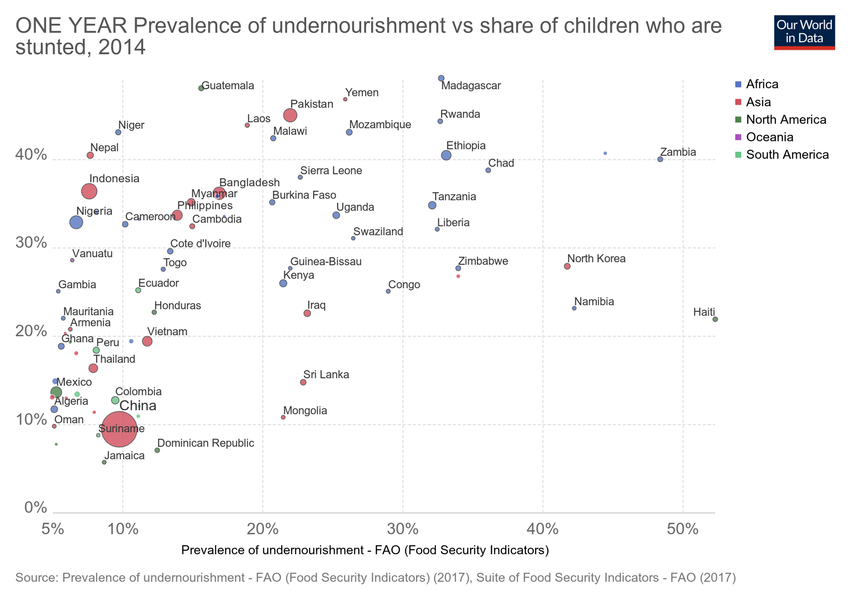 ONE YEAR Prevalence of undernourishment vs share of children who are
stunted, 2014
Our World
in Data
Africa
Asia
North America
Oceania
South America
Guatemala
Madagascar
Yemen
Pakistan
Rwanda
Niger
Laos
Malawi
Mozambique
Nepal
Ethiopia
Zambia
40%
Chad
Sierra Leone
Indonesia
Bangladesh
Myanmar
Burkina Faso
Tanzania
Philippines
Uganda
Nigeria
Cameroon
Cambodia
Liberia
Swaziland
30%
Cote d'Ivoire
Vanuatu
Togo
Guinea-Bissau
Zimbabwe
North Korea
Kenya
Gambia
Ecuador
Congo
Namibia
Honduras
Iraq
Mauritania
Haiti
Armenia
20%
Vietnam
Ghana
Peru
Thailand
Sri Lanka
Mexico
Colombia
Algeria
China
Mongolia
10%
Oman
Suriname
Dominican Republic
Jamaica
0%
5%
10%
20%
30%
40%
50%
Prevalence of undernourishment - FAO (Food Security Indicators)
Source: Prevalence of undernourishment - FAO (Food Security Indicators) (2017), Suite of Food Security Indicators - FAO (2017)